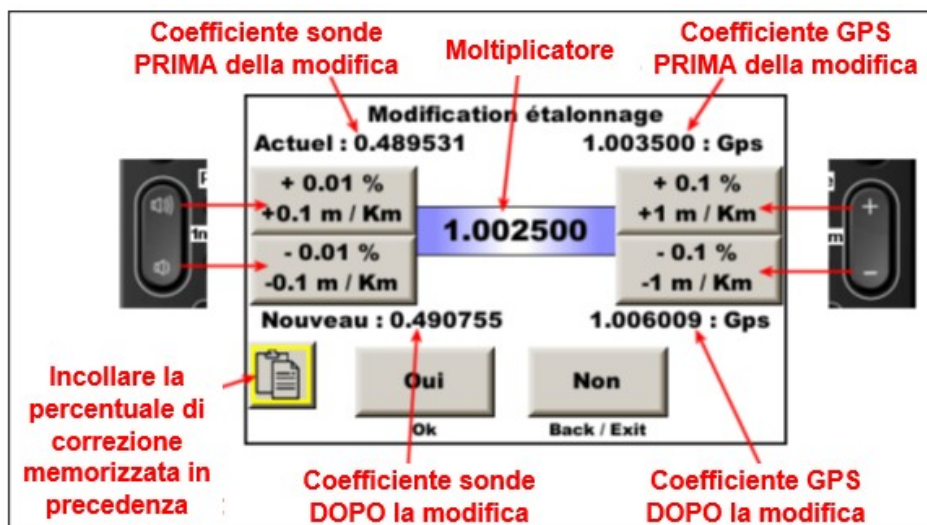 Coefficiente sonde
PRIMA della modifica
Moltiplicatore
Coefficiente GPS
PRIMA della modifica
Modification étalonnage
Actuel : 0.489531
1.003500 : Gps
+ 0.01 %
+0.1 m / Km
+ 0.1 %
+1 m / Km
1.002500
- 0.01 %
-0.1 m / Km
- 0.1 %
-1 m / Km
+
−
Nouveau : 0.490755
1.006009 : Gps
Oui
Non
Ok
Back / Exit
Incollare la
percentuale di
correzione
memorizzata in
precedenza
Coefficiente sonde
DOPO la modifica
Coefficiente GPS
DOPO la modifica